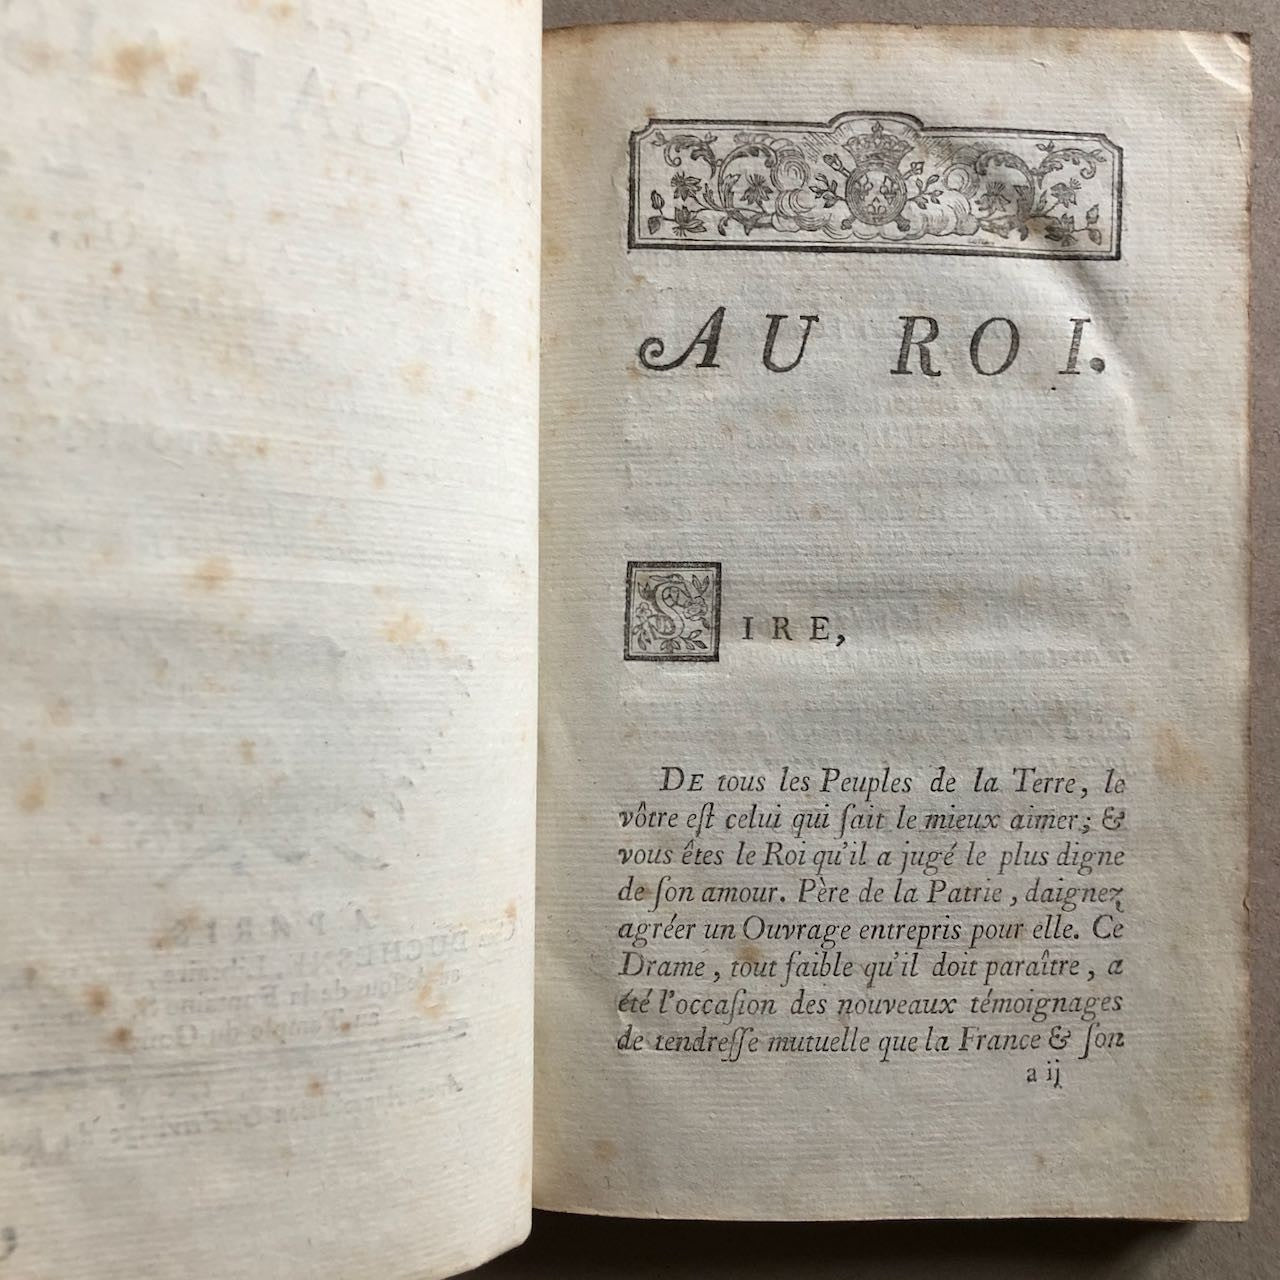 AU ROI.
SIRE,
DE tous les Peuples de la Terre, le
vôtre eſt celui qui ſait le mieux aimer; &
vous êtes le Roi qu'il a jugé le plus digne
de ſon amour. Père de la Patrie, daignez
agréer un Ouvrage entrepris pour elle. Ce
Drame, tout faible qu'il doit paraître, a
été l'occaſion des nouveaux témoignages
de tendreſſe mutuelle que la France & ſon
a ij